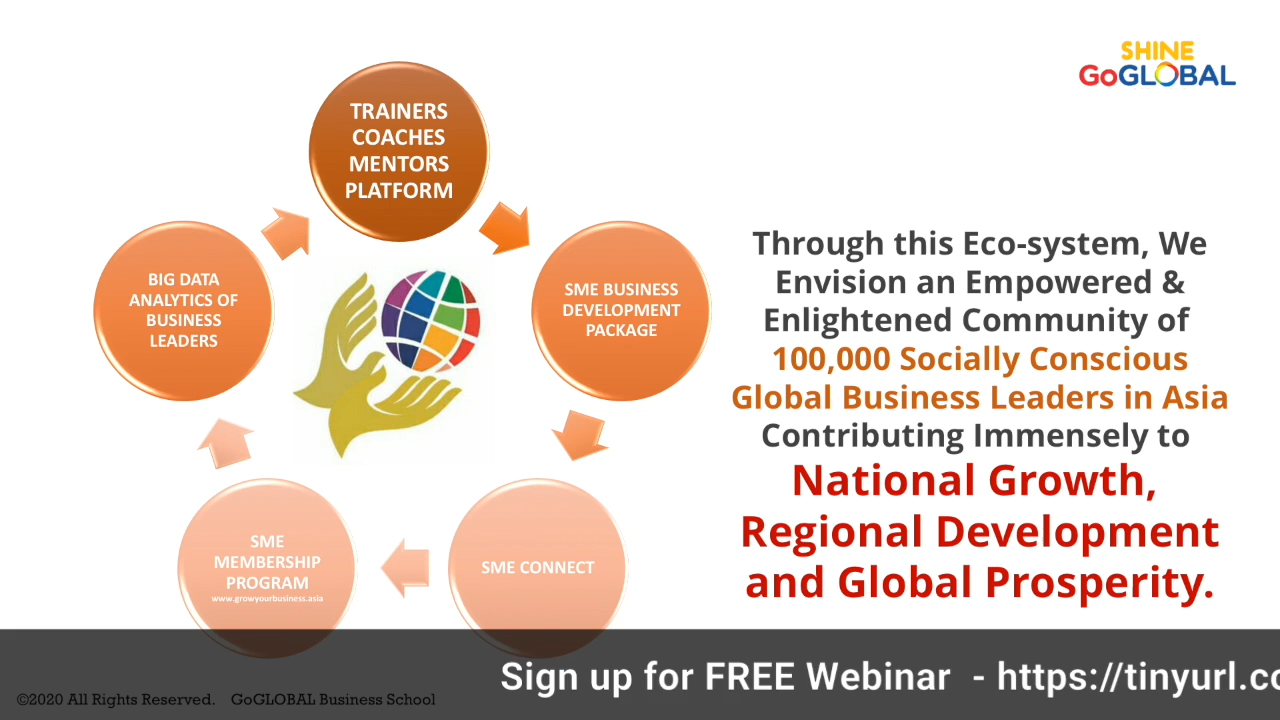 SHINE
GoGLOBAL
TRAINERS
COACHES
MENTORS
PLATFORM
SME BUSINESS
DEVELOPMENT
PACKAGE
SME CONNECT
SME
MEMBERSHIP
PROGRAM
www.growyourbusiness.asia
BIG DATA
ANALYTICS OF
BUSINESS
LEADERS
Through this Eco-system, We
Envision an Empowered &
Enlightened Community of
100,000 Socially Conscious
Global Business Leaders in Asia
Contributing Immensely to
National Growth,
Regional Development
and Global Prosperity.
Sign up for FREE Webinar - https://tinyurl.co
©2020 All Rights Reserved. GoGLOBAL Business School